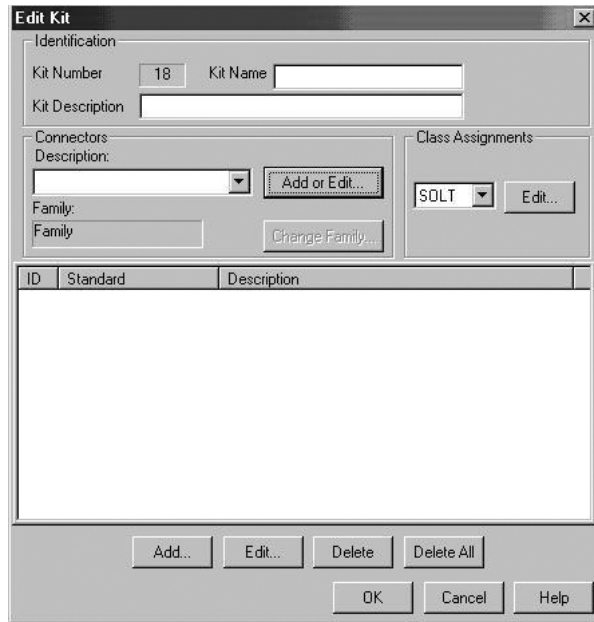 Edit Kit
Identification
Kit Number 18 Kit Name
Kit Description
Connectors
Description:
Add or Edit...
Family:
Family
Change Family...
Class Assignments
SOLT Edit...
ID Standard Description
Add... Edit... Delete Delete All
OK Cancel Help